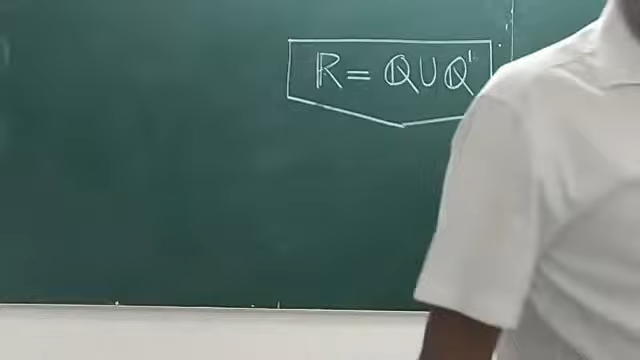 ℝ = ℚ ∪ ℚ'